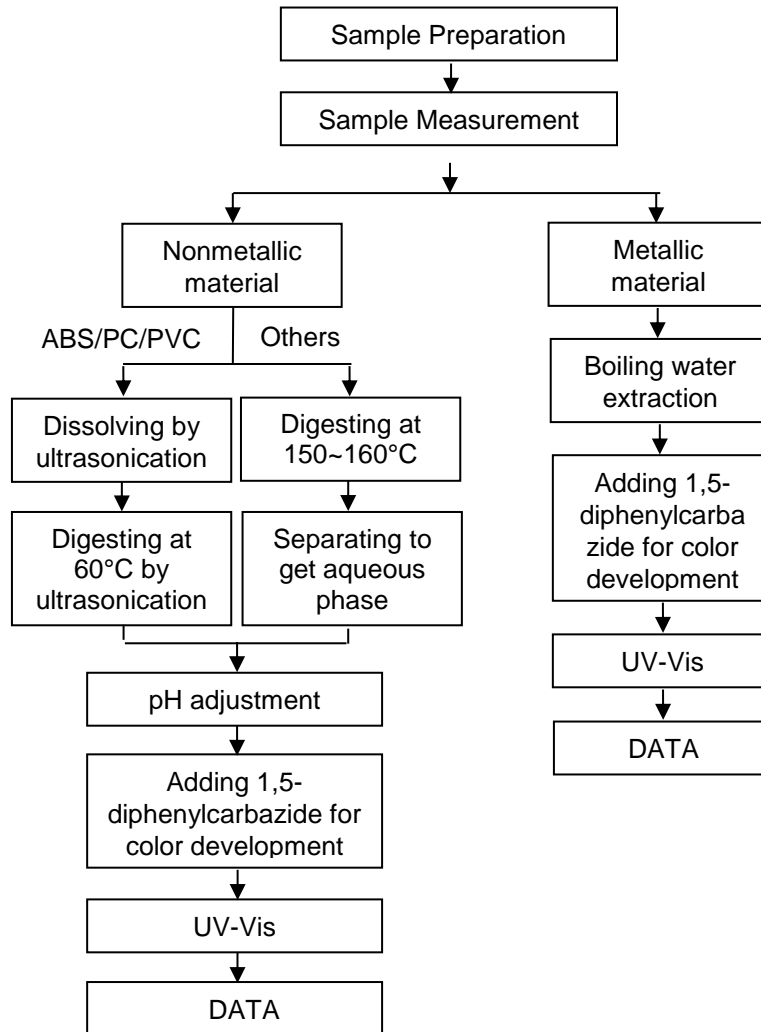 Sample Preparation
Sample Measurement
Nonmetallic
material
Metallic
material
ABS/PC/PVC
Others
Boiling water
extraction
Dissolving by
ultrasonication
Digesting at
150~160°C
Adding 1,5-
diphenylcarba
zide for color
development
Digesting at
60°C by
ultrasonication
Separating to
get aqueous
phase
UV-Vis
pH adjustment
DATA
Adding 1,5-
diphenylcarbazide for
color development
UV-Vis
DATA